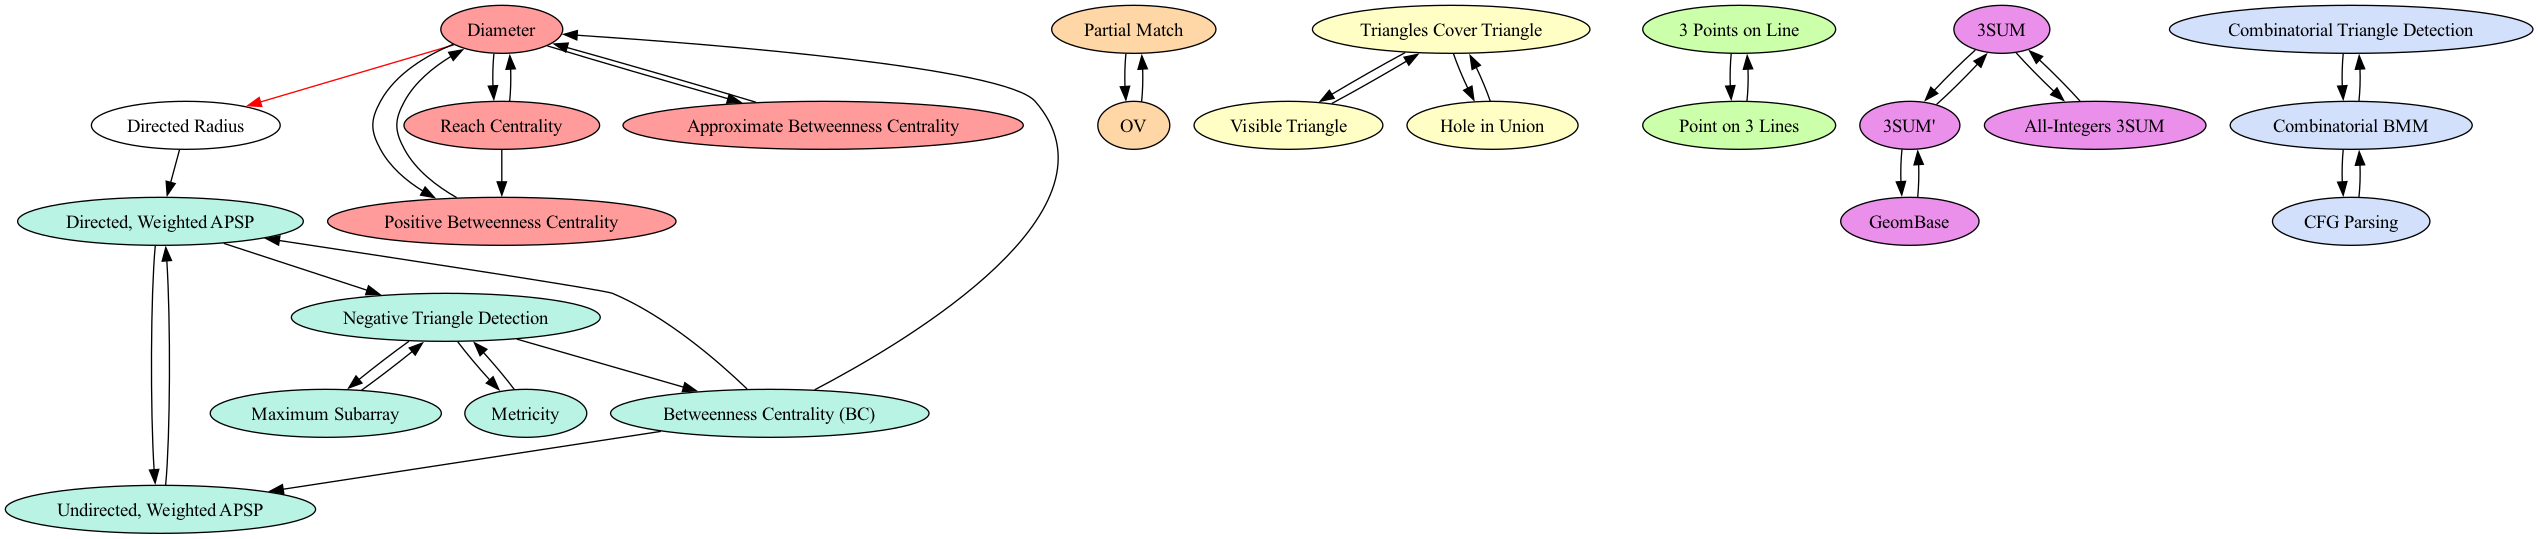 Diameter
Partial Match
Triangles Cover Triangle
3 Points on Line
3SUM
Combinatorial Triangle Detection
Directed Radius
Reach Centrality
Approximate Betweenness Centrality
OV
Visible Triangle
Hole in Union
Point on 3 Lines
3SUM'
All-Integers 3SUM
Combinatorial BMM
Directed, Weighted APSP
Positive Betweenness Centrality
GeomBase
CFG Parsing
Negative Triangle Detection
Maximum Subarray
Metricity
Betweenness Centrality (BC)
Undirected, Weighted APSP